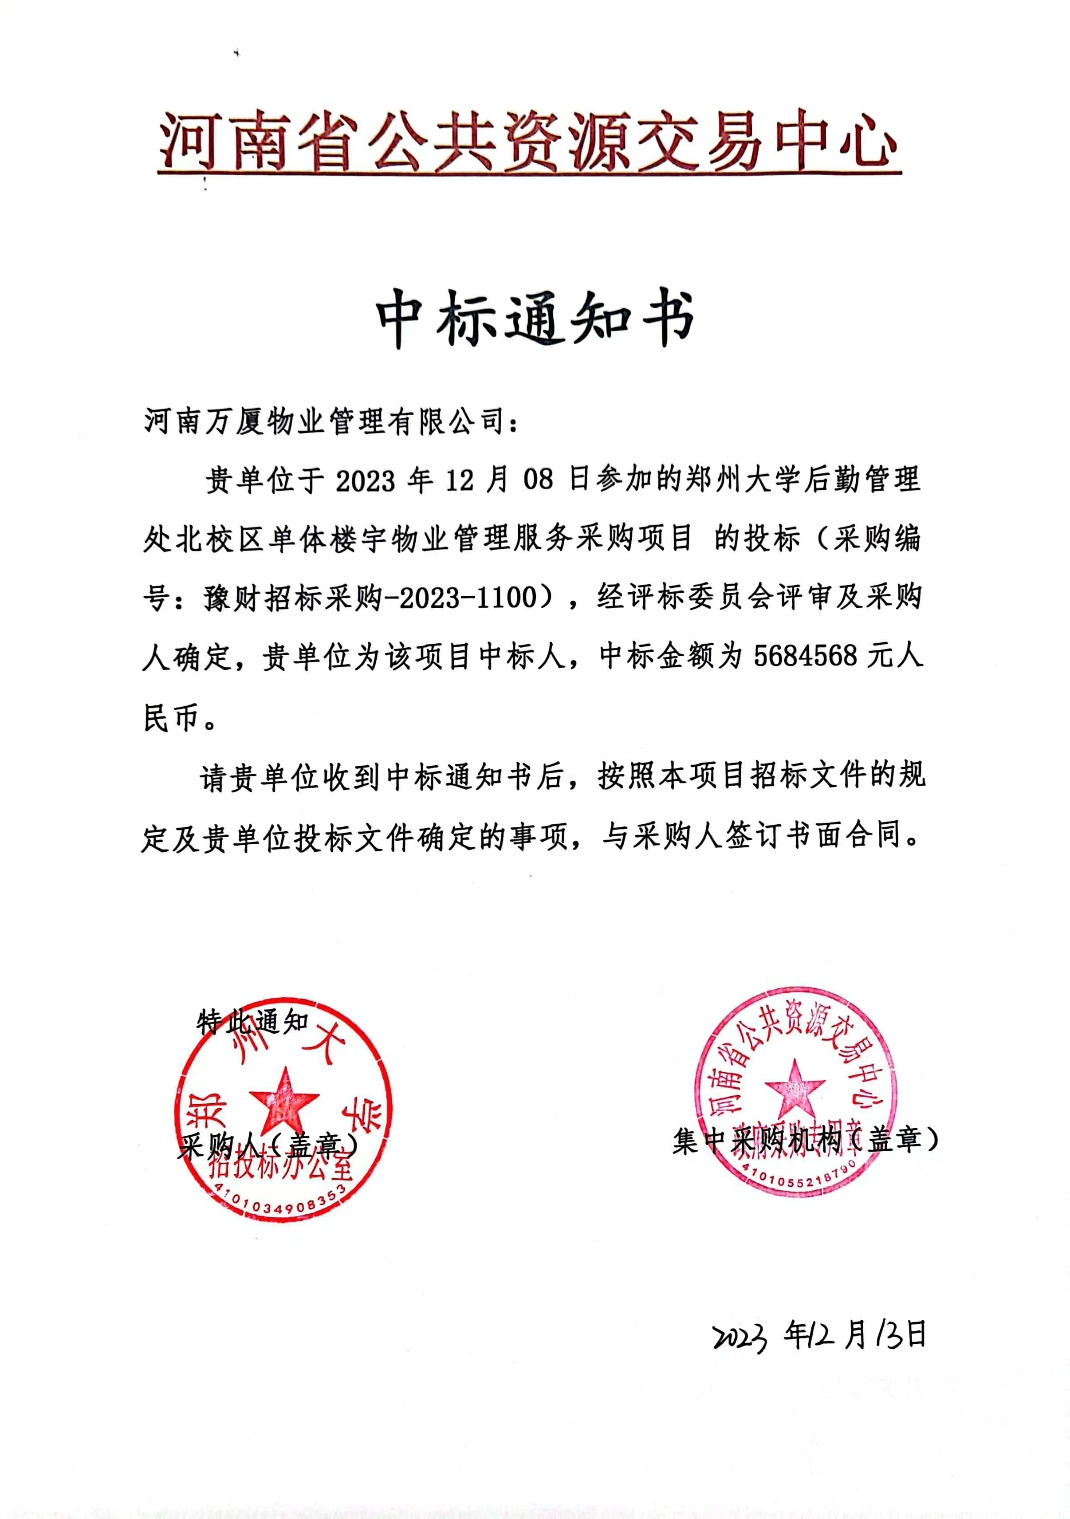 河南省公共资源交易中心
中标通知书
河南万厦物业管理有限公司：
贵单位于 2023 年 12 月 08 日参加的郑州大学后勤管理
处北校区单体楼宇物业管理服务采购项目 的投标（采购编
号：豫财招标采购-2023-1100），经评标委员会评审及采购
人确定，贵单位为该项目中标人，中标金额为 5684568 元人
民币。
请贵单位收到中标通知书后，按照本项目招标文件的规
定及贵单位投标文件确定的事项，与采购人签订书面合同。
特此通知
郑州大学
采购人（盖章）
招投标办公室
4101034908353
河南省公共资源交易中心
集中采购机构（盖章）
政府采购专用章
4101055218790
2023 年12 月 13日